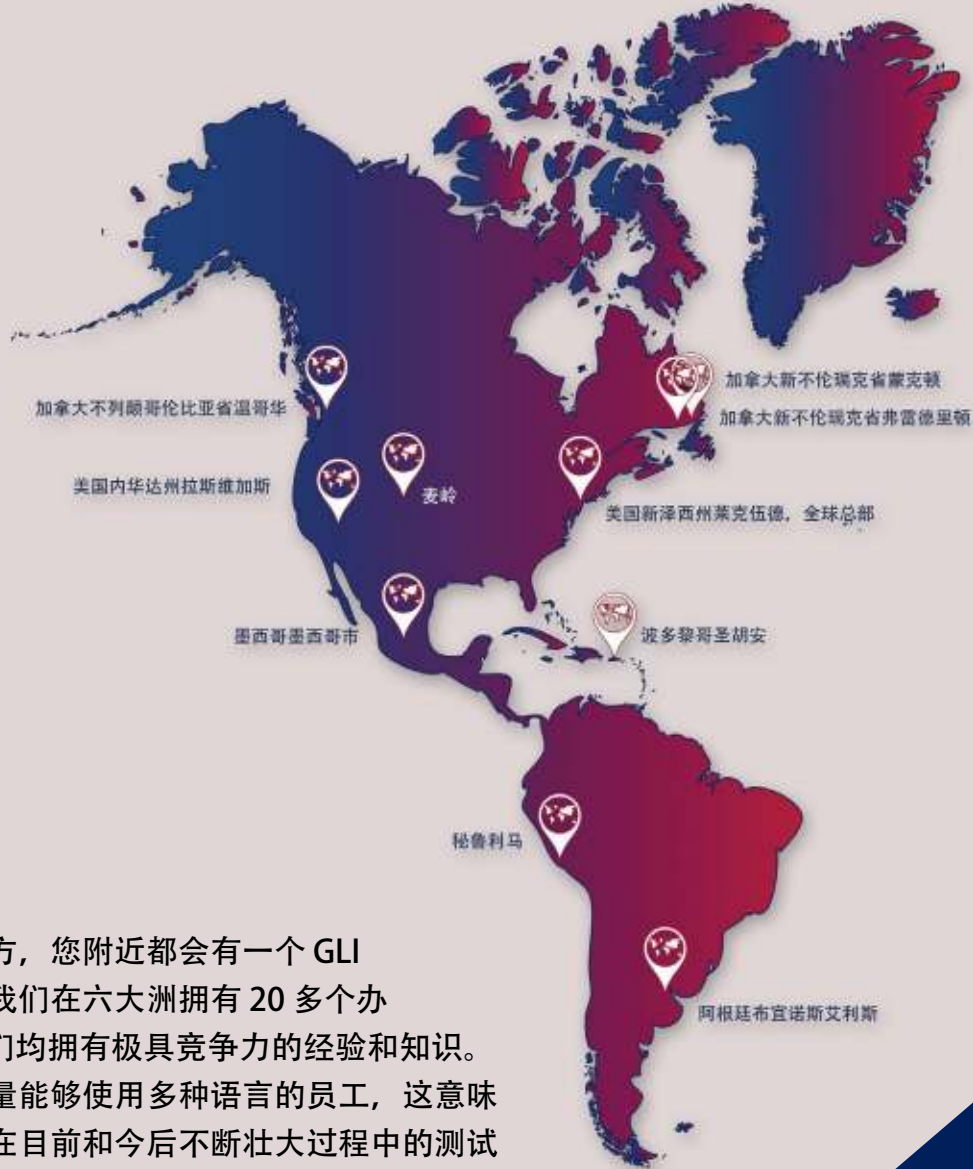 加拿大新不伦瑞克省蒙克顿
加拿大不列颠哥伦比亚省温哥华
加拿大新不伦瑞克省弗雷德里顿
美国内华达州拉斯维加斯
麦岭
美国新泽西州莱克伍德，全球总部
墨西哥墨西哥市
波多黎哥圣胡安
秘鲁利马
方，您附近都会有一个 GLI
我们在六大洲拥有 20 多个办
们均拥有极具竞争力的经验和知识。
量能够使用多种语言的员工，这意味
在目前和今后不断壮大过程中的测试
阿根廷布宜诺斯艾利斯